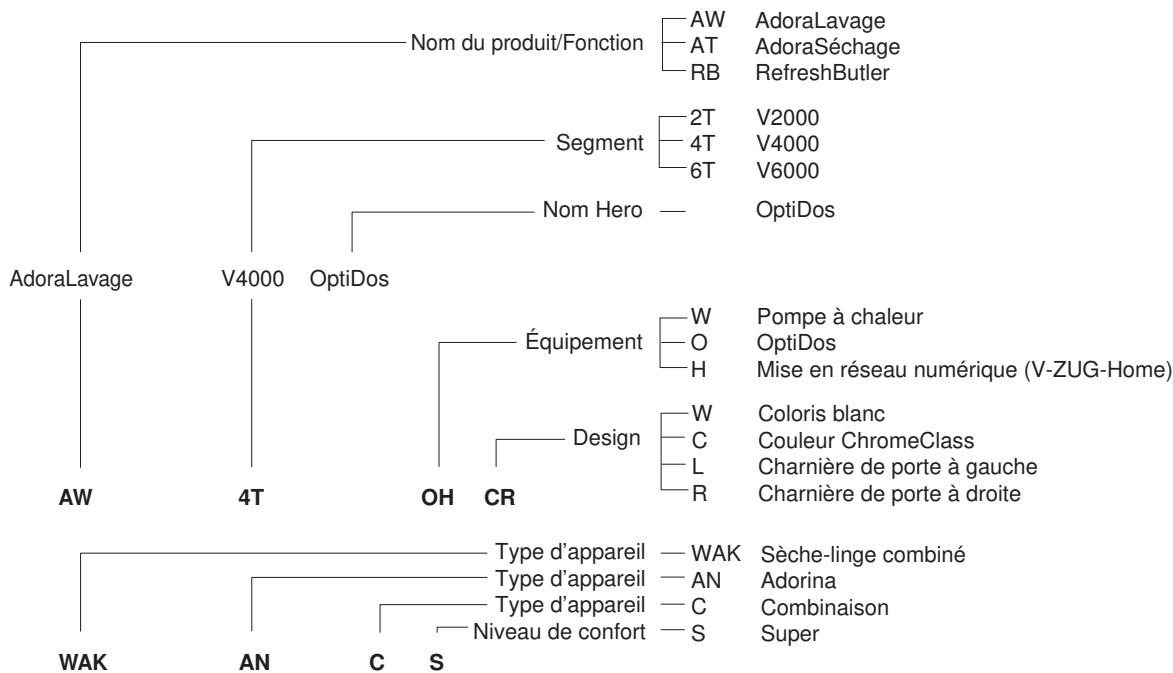 AW AdoraLavage
Nom du produit/Fonction AT AdoraSéchage
RB RefreshButler
2T V2000
Segment 4T V4000
6T V6000
Nom Hero OptiDos
AdoraLavage V4000 OptiDos
W Pompe à chaleur
Équipement O OptiDos
H Mise en réseau numérique (V-ZUG-Home)
W Coloris blanc
Design C Couleur ChromeClass
L Charnière de porte à gauche
R Charnière de porte à droite
AW 4T OH CR
Type d'appareil WAK Sèche-linge combiné
Type d'appareil AN Adorina
Type d'appareil C Combinaison
Niveau de confort S Super
WAK AN C S